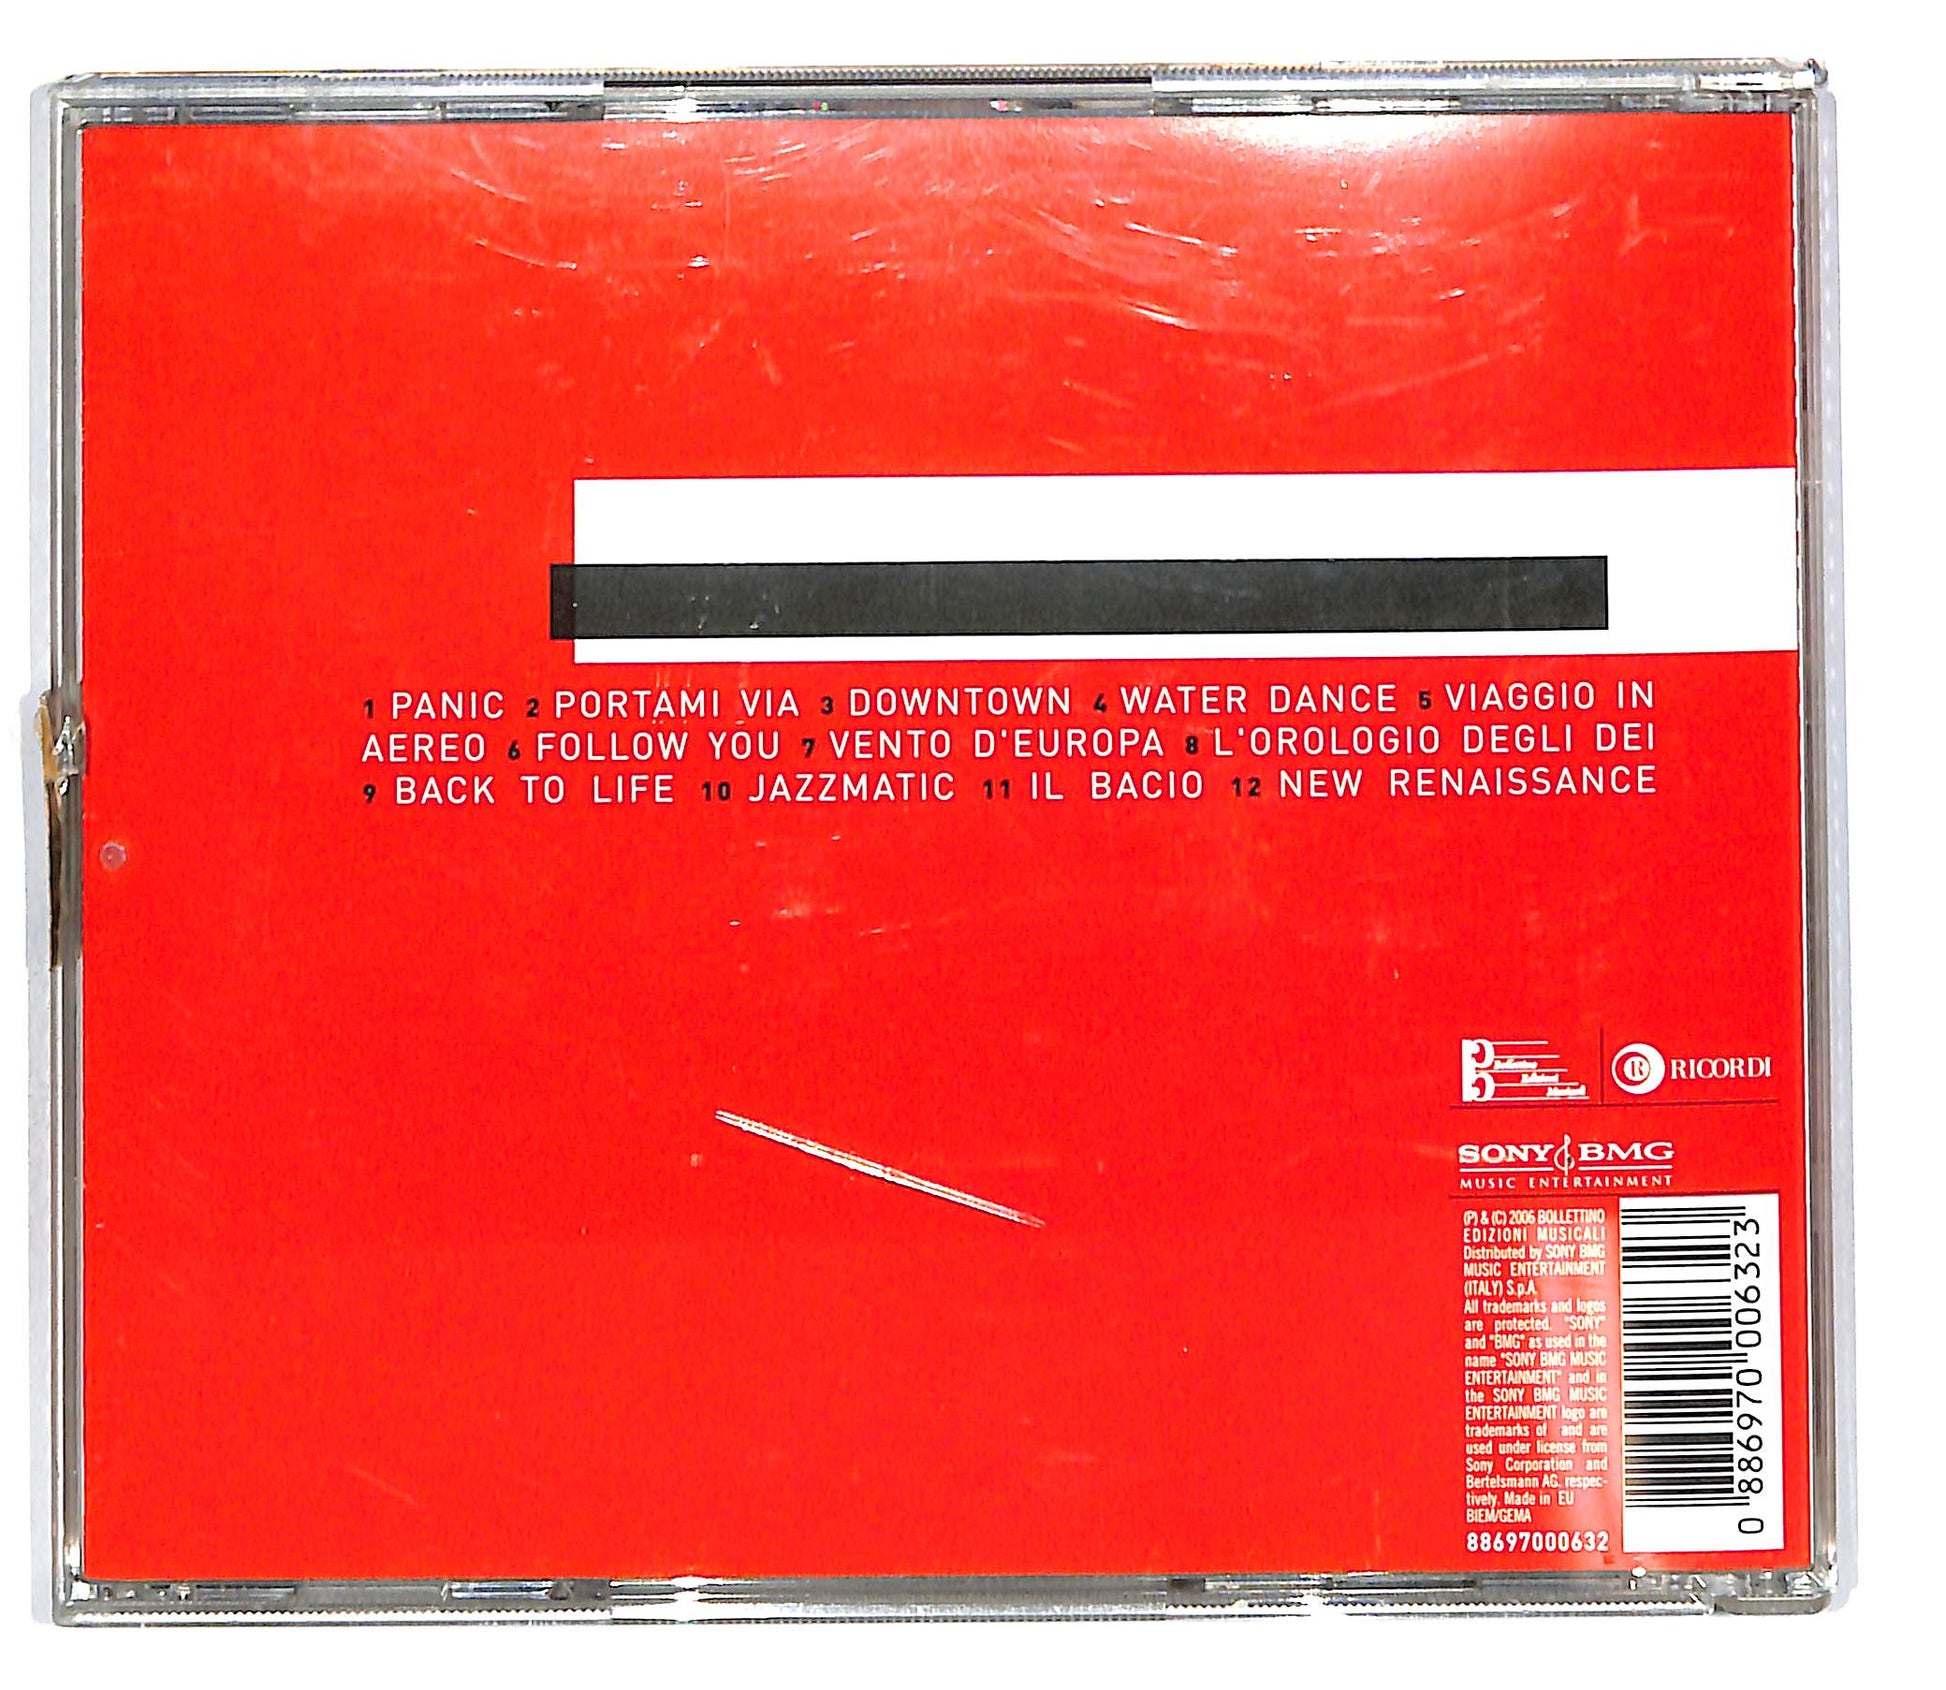 1 PANIC 2 PORTAMI VIA 3 DOWNTOWN 4 WATER DANCE 5 VIAGGIO IN
AEREO 6 FOLLOW YOU 7 VENTO D'EUROPA 8 L'OROLOGIO DEGLI DEI
9 BACK TO LIFE 10 JAZZMATIC 11 IL BACIO 12 NEW RENAISSANCE
Bollettino
Edizioni
Musicali
R RICORDI
SONY BMG
MUSIC ENTERTAINMENT
(P) & (C) 2006 BOLLETTINO
EDIZIONI MUSICALI
Distributed by SONY BMG
MUSIC ENTERTAINMENT
(ITALY) S.p.A.
All trademarks and logos
are protected. "SONY"
and "BMG" as used in the
name "SONY BMG MUSIC
ENTERTAINMENT" and in
the SONY BMG MUSIC
ENTERTAINMENT logo are
trademarks of and are
used under license from
Sony Corporation and
Bertelsmann AG, respec-
tively. Made in EU
BIEM/GEMA
88697000632
0 886970 006323